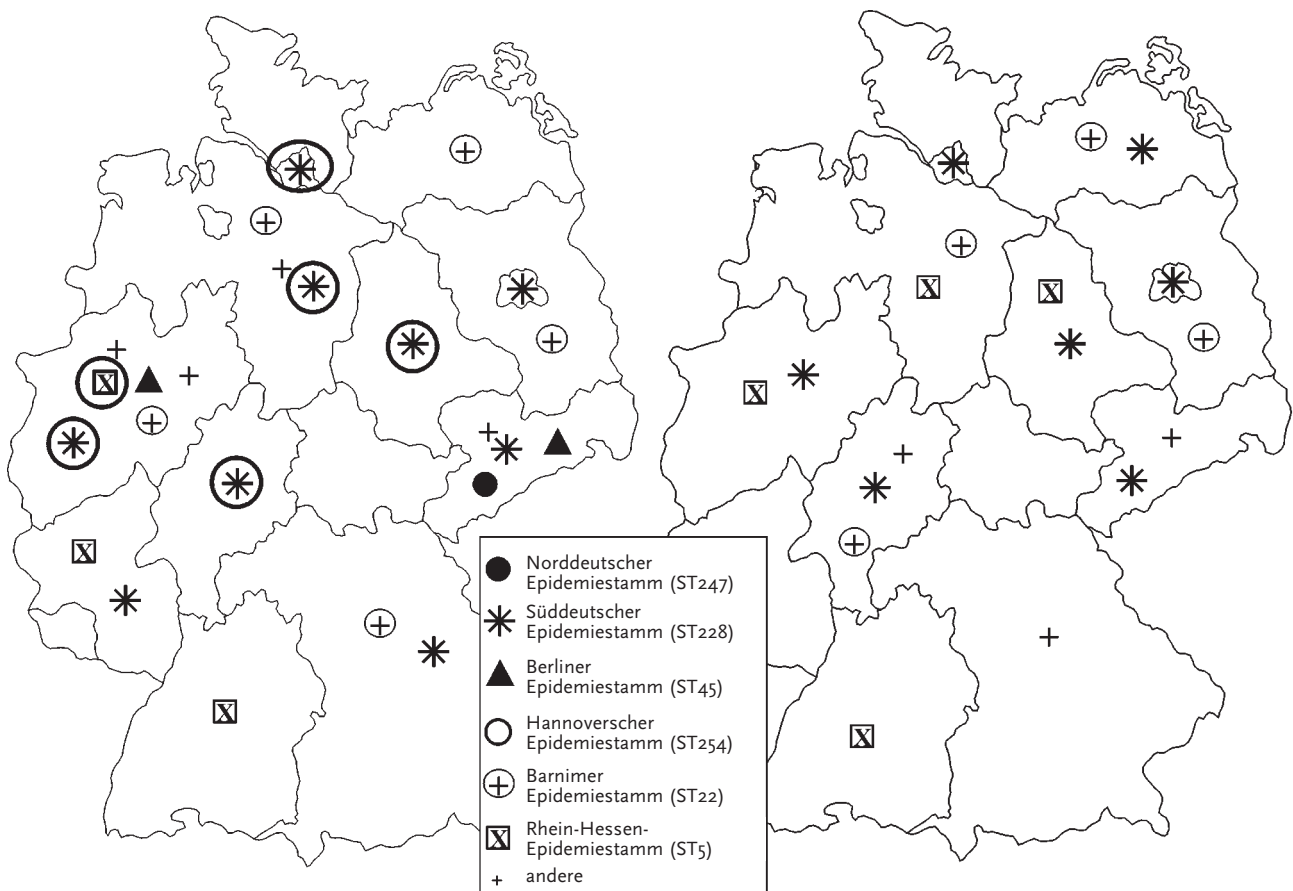 Norddeutscher
Epidemiestamm (ST247)
Süddeutscher
Epidemiestamm (ST228)
Berliner
Epidemiestamm (ST45)
Hannoverscher
Epidemiestamm (ST254)
Barnimer
Epidemiestamm (ST22)
Rhein-Hessen-
Epidemiestamm (ST5)
andere